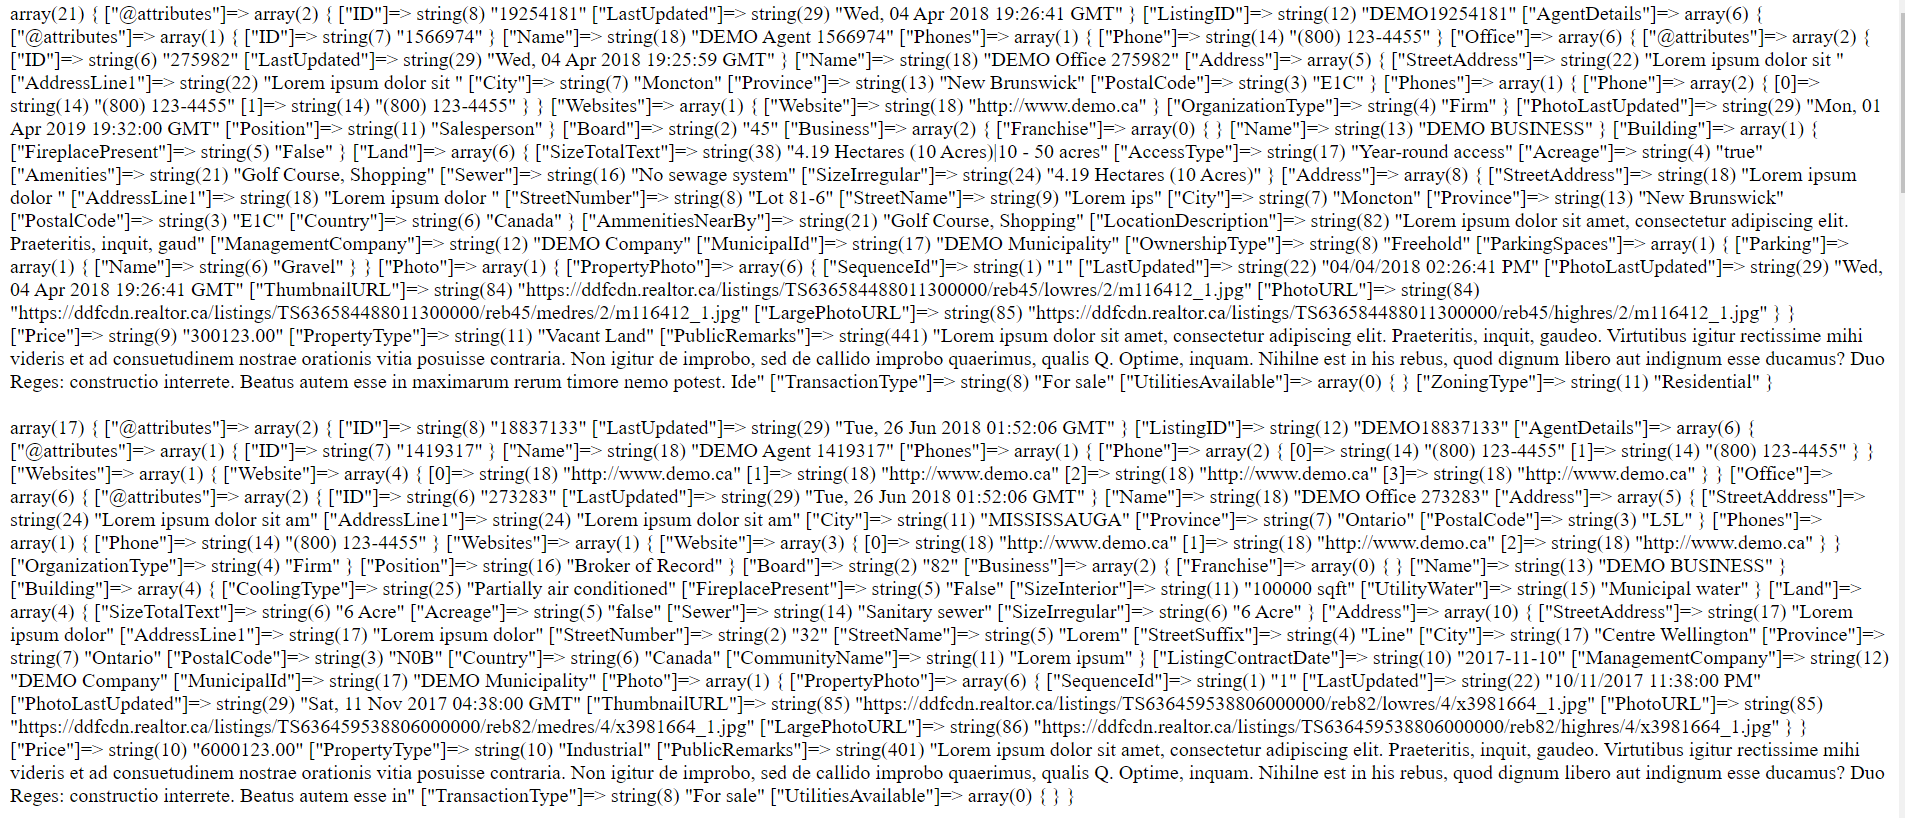 array(21) { ["@attributes"]=> array(2) { ["ID"]=> string(8) "19254181" ["LastUpdated"]=> string(29) "Wed, 04 Apr 2018 19:26:41 GMT" } ["ListingID"]=> string(12) "DEMO19254181" ["AgentDetails"]=> array(6) {
["@attributes"]=> array(1) { ["ID"]=> string(7) "1566974" } ["Name"]=> string(18) "DEMO Agent 1566974" ["Phones"]=> array(1) { ["Phone"]=> string(14) "(800) 123-4455" } ["Office"]=> array(6) { ["@attributes"]=> array(2) {
["ID"]=> string(6) "275982" ["LastUpdated"]=> string(29) "Wed, 04 Apr 2018 19:25:59 GMT" } ["Name"]=> string(18) "DEMO Office 275982" ["Address"]=> array(5) { ["StreetAddress"]=> string(22) "Lorem ipsum dolor sit "
["AddressLine1"]=> string(22) "Lorem ipsum dolor sit " ["City"]=> string(7) "Moncton" ["Province"]=> string(13) "New Brunswick" ["PostalCode"]=> string(3) "E1C" } ["Phones"]=> array(1) { ["Phone"]=> array(2) { [0]=>
string(14) "(800) 123-4455" [1]=> string(14) "(800) 123-4455" } } ["Websites"]=> array(1) { ["Website"]=> string(18) "http://www.demo.ca" } ["OrganizationType"]=> string(4) "Firm" } ["PhotoLastUpdated"]=> string(29) "Mon, 01
Apr 2019 19:32:00 GMT" ["Position"]=> string(11) "Salesperson" } ["Board"]=> string(2) "45" ["Business"]=> array(2) { ["Franchise"]=> array(0) { } ["Name"]=> string(13) "DEMO BUSINESS" } ["Building"]=> array(1) {
["FireplacePresent"]=> string(5) "False" } ["Land"]=> array(6) { ["SizeTotalText"]=> string(38) "4.19 Hectares (10 Acres)|10 - 50 acres" ["AccessType"]=> string(17) "Year-round access" ["Acreage"]=> string(4) "true"
["Amenities"]=> string(21) "Golf Course, Shopping" ["Sewer"]=> string(16) "No sewage system" ["SizeIrregular"]=> string(24) "4.19 Hectares (10 Acres)" } ["Address"]=> array(8) { ["StreetAddress"]=> string(18) "Lorem ipsum
dolor " ["AddressLine1"]=> string(18) "Lorem ipsum dolor " ["StreetNumber"]=> string(8) "Lot 81-6" ["StreetName"]=> string(9) "Lorem ips" ["City"]=> string(7) "Moncton" ["Province"]=> string(13) "New Brunswick"
["PostalCode"]=> string(3) "E1C" ["Country"]=> string(6) "Canada" } ["AmmenitiesNearBy"]=> string(21) "Golf Course, Shopping" ["LocationDescription"]=> string(82) "Lorem ipsum dolor sit amet, consectetur adipiscing elit.
Praeteritis, inquit, gaud" ["ManagementCompany"]=> string(12) "DEMO Company" ["MunicipalId"]=> string(17) "DEMO Municipality" ["OwnershipType"]=> string(8) "Freehold" ["ParkingSpaces"]=> array(1) { ["Parking"]=>
array(1) { ["Name"]=> string(6) "Gravel" } } ["Photo"]=> array(1) { ["PropertyPhoto"]=> array(6) { ["SequenceId"]=> string(1) "1" ["LastUpdated"]=> string(22) "04/04/2018 02:26:41 PM" ["PhotoLastUpdated"]=> string(29) "Wed,
04 Apr 2018 19:26:41 GMT" ["ThumbnailURL"]=> string(84) "https://ddfcdn.realtor.ca/listings/TS636584488011300000/reb45/lowres/2/m116412_1.jpg" ["PhotoURL"]=> string(84)
"https://ddfcdn.realtor.ca/listings/TS636584488011300000/reb45/medres/2/m116412_1.jpg" ["LargePhotoURL"]=> string(85) "https://ddfcdn.realtor.ca/listings/TS636584488011300000/reb45/highres/2/m116412_1.jpg" } }
["Price"]=> string(9) "300123.00" ["PropertyType"]=> string(11) "Vacant Land" ["PublicRemarks"]=> string(441) "Lorem ipsum dolor sit amet, consectetur adipiscing elit. Praeteritis, inquit, gaudeo. Virtutibus igitur rectissime mihi
videris et ad consuetudinem nostrae orationis vitia posuisse contraria. Non igitur de improbo, sed de callido improbo quaerimus, qualis Q. Optime, inquam. Nihilne est in his rebus, quod dignum libero aut indignum esse ducamus? Duo
Reges: constructio interrete. Beatus autem esse in maximarum rerum timore nemo potest. Ide" ["TransactionType"]=> string(8) "For sale" ["UtilitiesAvailable"]=> array(0) { } ["ZoningType"]=> string(11) "Residential" }
array(17) { ["@attributes"]=> array(2) { ["ID"]=> string(8) "18837133" ["LastUpdated"]=> string(29) "Tue, 26 Jun 2018 01:52:06 GMT" } ["ListingID"]=> string(12) "DEMO18837133" ["AgentDetails"]=> array(6) {
["@attributes"]=> array(1) { ["ID"]=> string(7) "1419317" } ["Name"]=> string(18) "DEMO Agent 1419317" ["Phones"]=> array(1) { ["Phone"]=> array(2) { [0]=> string(14) "(800) 123-4455" [1]=> string(14) "(800) 123-4455" } }
["Websites"]=> array(1) { ["Website"]=> array(4) { [0]=> string(18) "http://www.demo.ca" [1]=> string(18) "http://www.demo.ca" [2]=> string(18) "http://www.demo.ca" [3]=> string(18) "http://www.demo.ca" } } ["Office"]=>
array(6) { ["@attributes"]=> array(2) { ["ID"]=> string(6) "273283" ["LastUpdated"]=> string(29) "Tue, 26 Jun 2018 01:52:06 GMT" } ["Name"]=> string(18) "DEMO Office 273283" ["Address"]=> array(5) { ["StreetAddress"]=>
string(24) "Lorem ipsum dolor sit am" ["AddressLine1"]=> string(24) "Lorem ipsum dolor sit am" ["City"]=> string(11) "MISSISSAUGA" ["Province"]=> string(7) "Ontario" ["PostalCode"]=> string(3) "L5L" } ["Phones"]=>
array(1) { ["Phone"]=> string(14) "(800) 123-4455" } ["Websites"]=> array(1) { ["Website"]=> array(3) { [0]=> string(18) "http://www.demo.ca" [1]=> string(18) "http://www.demo.ca" [2]=> string(18) "http://www.demo.ca" } }
["OrganizationType"]=> string(4) "Firm" } ["Position"]=> string(16) "Broker of Record" } ["Board"]=> string(2) "82" ["Business"]=> array(2) { ["Franchise"]=> array(0) { } ["Name"]=> string(13) "DEMO BUSINESS" }
["Building"]=> array(4) { ["CoolingType"]=> string(25) "Partially air conditioned" ["FireplacePresent"]=> string(5) "False" ["SizeInterior"]=> string(11) "100000 sqft" ["UtilityWater"]=> string(15) "Municipal water" } ["Land"]=>
array(4) { ["SizeTotalText"]=> string(6) "6 Acre" ["Acreage"]=> string(5) "false" ["Sewer"]=> string(14) "Sanitary sewer" ["SizeIrregular"]=> string(6) "6 Acre" } ["Address"]=> array(10) { ["StreetAddress"]=> string(17) "Lorem
ipsum dolor" ["AddressLine1"]=> string(17) "Lorem ipsum dolor" ["StreetNumber"]=> string(2) "32" ["StreetName"]=> string(5) "Lorem" ["StreetSuffix"]=> string(4) "Line" ["City"]=> string(17) "Centre Wellington" ["Province"]=>
string(7) "Ontario" ["PostalCode"]=> string(3) "N0B" ["Country"]=> string(6) "Canada" ["CommunityName"]=> string(11) "Lorem ipsum" } ["ListingContractDate"]=> string(10) "2017-11-10" ["ManagementCompany"]=> string(12)
"DEMO Company" ["MunicipalId"]=> string(17) "DEMO Municipality" ["Photo"]=> array(1) { ["PropertyPhoto"]=> array(6) { ["SequenceId"]=> string(1) "1" ["LastUpdated"]=> string(22) "10/11/2017 11:38:00 PM"
["PhotoLastUpdated"]=> string(29) "Sat, 11 Nov 2017 04:38:00 GMT" ["ThumbnailURL"]=> string(85) "https://ddfcdn.realtor.ca/listings/TS636459538806000000/reb82/lowres/4/x3981664_1.jpg" ["PhotoURL"]=> string(85)
"https://ddfcdn.realtor.ca/listings/TS636459538806000000/reb82/medres/4/x3981664_1.jpg" ["LargePhotoURL"]=> string(86) "https://ddfcdn.realtor.ca/listings/TS636459538806000000/reb82/highres/4/x3981664_1.jpg" } }
["Price"]=> string(10) "6000123.00" ["PropertyType"]=> string(10) "Industrial" ["PublicRemarks"]=> string(401) "Lorem ipsum dolor sit amet, consectetur adipiscing elit. Praeteritis, inquit, gaudeo. Virtutibus igitur rectissime mihi
videris et ad consuetudinem nostrae orationis vitia posuisse contraria. Non igitur de improbo, sed de callido improbo quaerimus, qualis Q. Optime, inquam. Nihilne est in his rebus, quod dignum libero aut indignum esse ducamus? Duo
Reges: constructio interrete. Beatus autem esse in" ["TransactionType"]=> string(8) "For sale" ["UtilitiesAvailable"]=> array(0) { } }